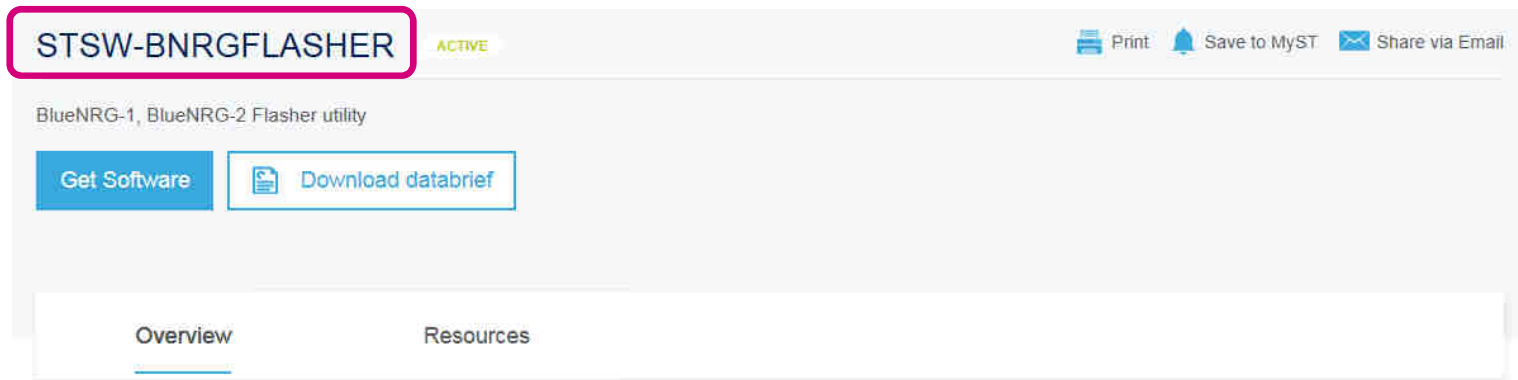 STSW-BNRGFLASHER ACTIVE Print Save to MyST Share via Email
BlueNRG-1, BlueNRG-2 Flasher utility
Get Software Download databrief
Overview Resources